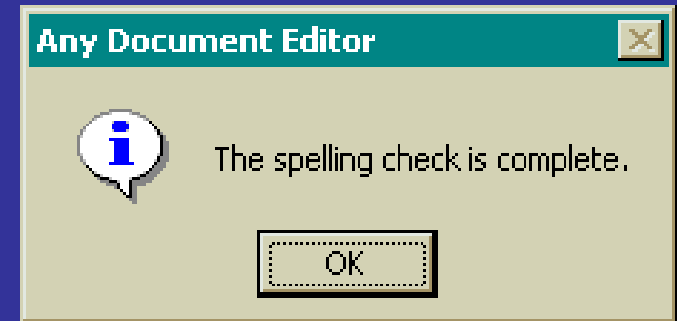 Any Document Editor
The spelling check is complete.
OK